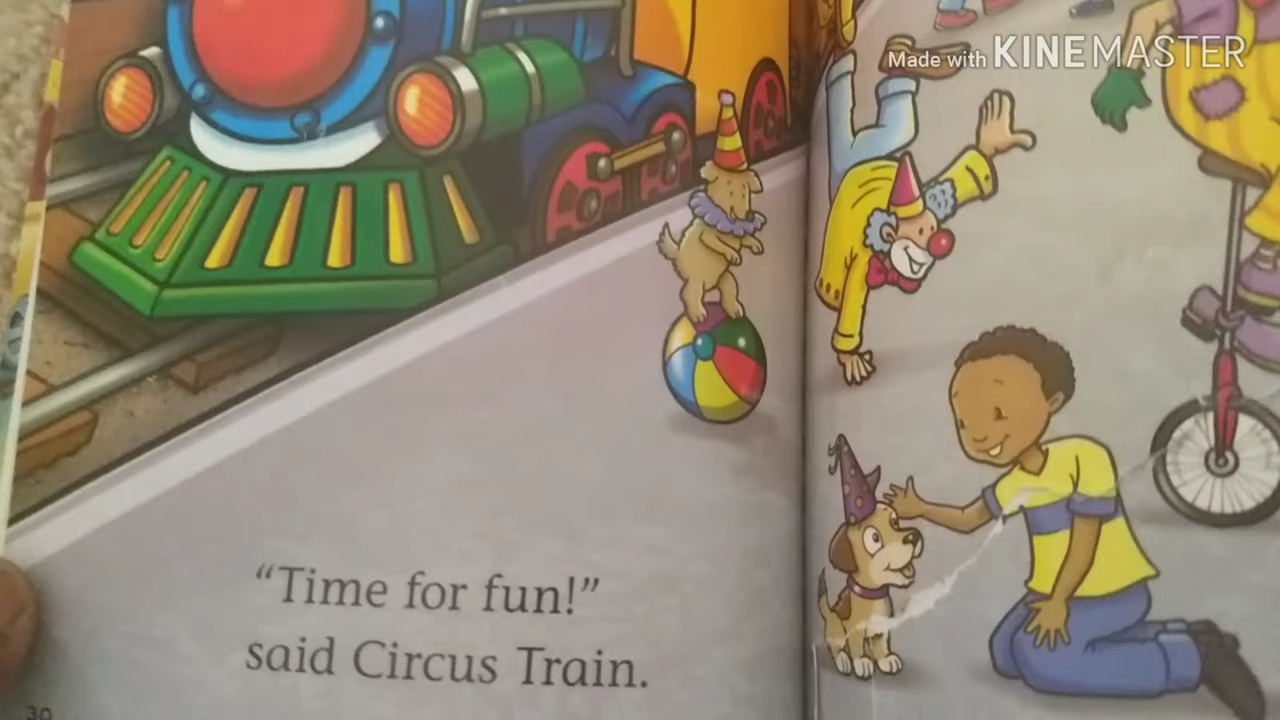 Made with KINEMASTER
“Time for fun!”
said Circus Train.
30